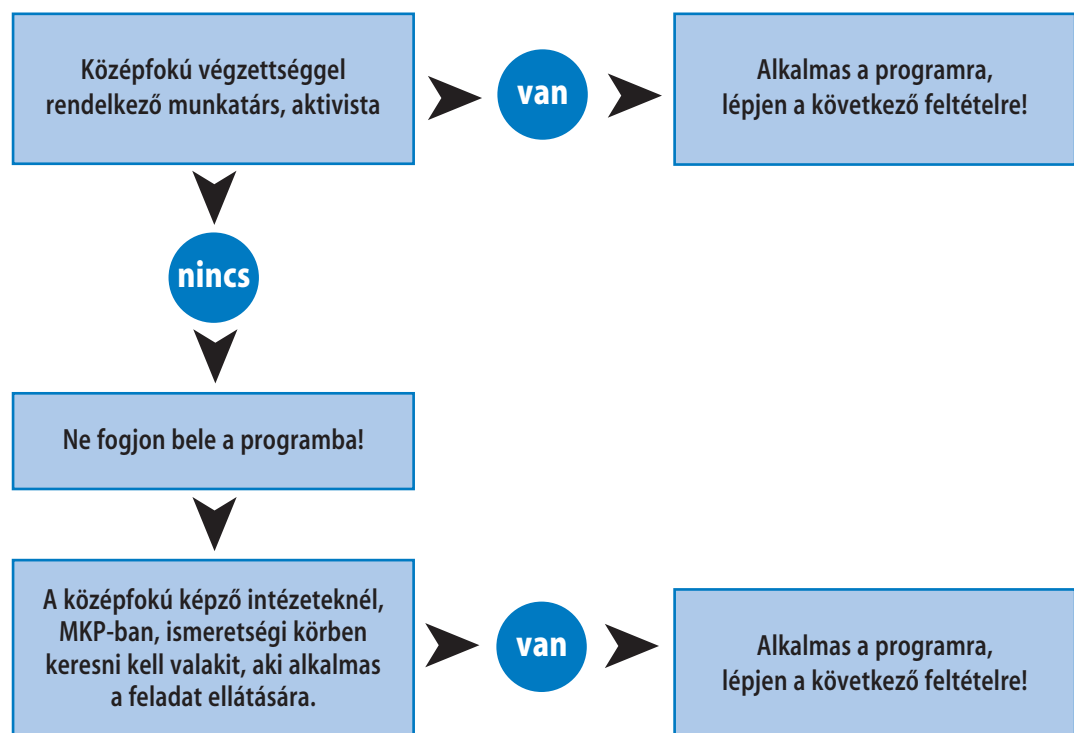 Középfokú végzettséggel
rendelkező munkatárs, aktivista
van
Alkalmas a programra,
lépjen a következő feltételre!
nincs
Ne fogjon bele a programba!
A középfokú képző intézeteknél,
MKP-ban, ismeretségi körben
keresni kell valakit, aki alkalmas
a feladat ellátására.
van
Alkalmas a programra,
lépjen a következő feltételre!